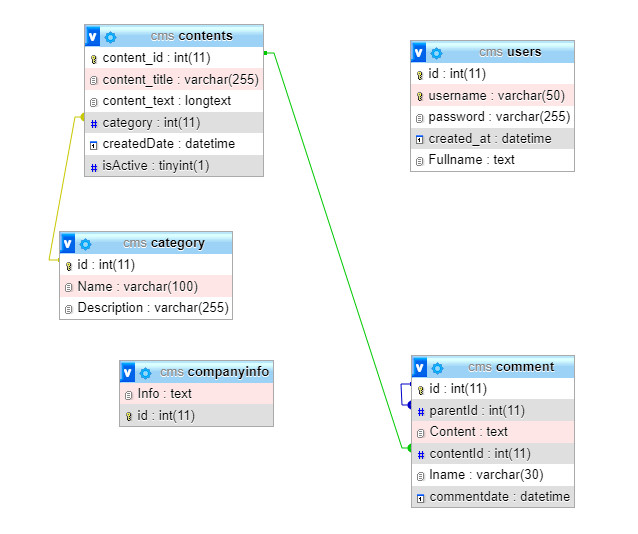 v cms contents
content_id : int(11)
content_title : varchar(255)
content_text : longtext
# category : int(11)
createdDate : datetime
# isActive : tinyint(1)
v cms users
id : int(11)
username : varchar(50)
password : varchar(255)
created_at : datetime
Fullname : text
v cms category
id : int(11)
Name : varchar(100)
Description : varchar(255)
v cms companyinfo
Info : text
id : int(11)
v cms comment
id : int(11)
# parentId : int(11)
Content : text
# contentId : int(11)
lname : varchar(30)
commentdate : datetime